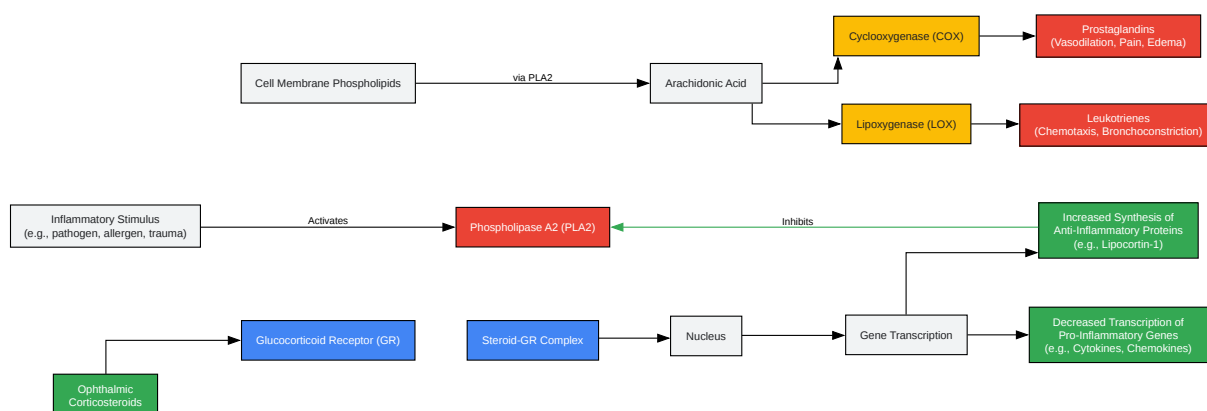 Cyclooxygenase (COX)
Prostaglandins
(Vasodilation, Pain, Edema)
Cell Membrane Phospholipids
via PLA2
Arachidonic Acid
Lipoxygenase (LOX)
Leukotrienes
(Chemotaxis, Bronchoconstriction)
Inflammatory Stimulus
(e.g., pathogen, allergen, trauma)
Activates
Phospholipase A2 (PLA2)
Inhibits
Increased Synthesis of
Anti-Inflammatory Proteins
(e.g., Lipocortin-1)
Glucocorticoid Receptor (GR)
Steroid-GR Complex
Nucleus
Gene Transcription
Decreased Transcription of
Pro-Inflammatory Genes
(e.g., Cytokines, Chemokines)
Ophthalmic
Corticosteroids